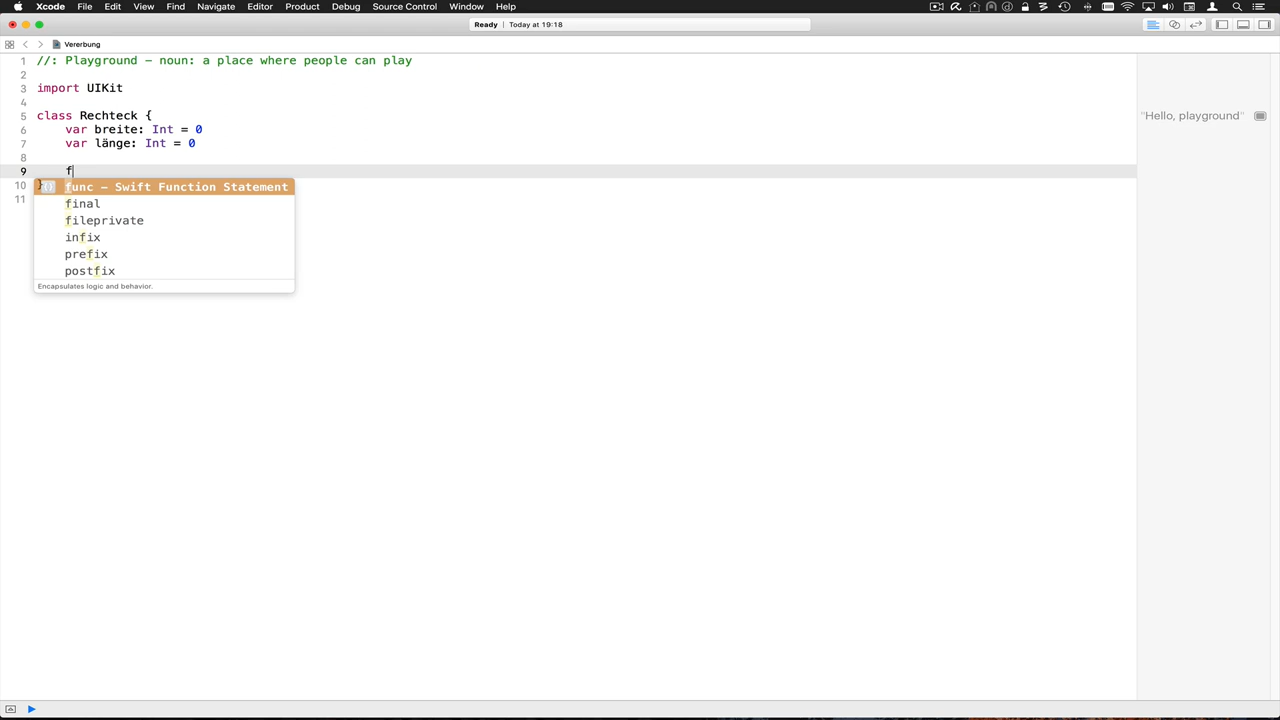 Xcode File Edit View Find Navigate Editor Product Debug Source Control Window Help
Ready Today at 19:18
Vererbung
1 //: Playground – noun: a place where people can play
2
3 import UIKit
4
5 class Rechteck {
6 var breite: Int = 0
7 var länge: Int = 0
8
9 f
10 }
11
func – Swift Function Statement
final
fileprivate
infix
prefix
postfix
Encapsulates logic and behavior.
"Hello, playground"